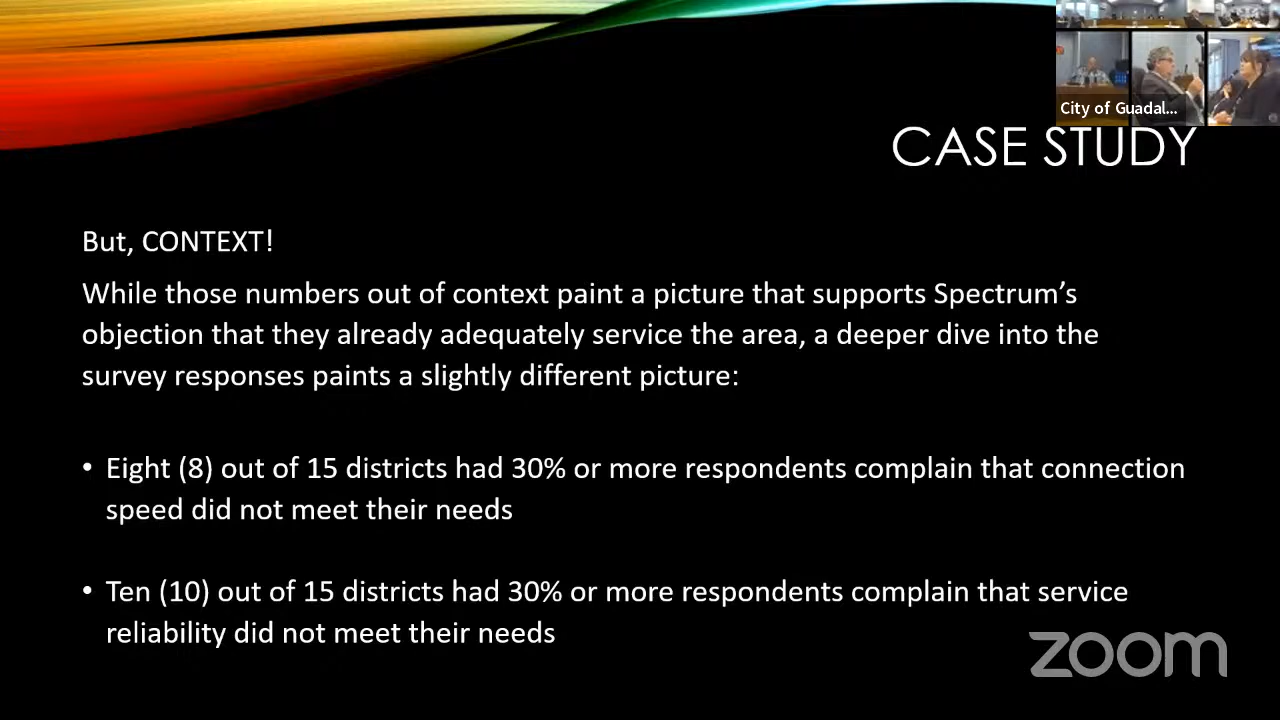 City of Guadal...
CASE STUDY
But, CONTEXT!
While those numbers out of context paint a picture that supports Spectrum’s
objection that they already adequately service the area, a deeper dive into the
survey responses paints a slightly different picture:
• Eight (8) out of 15 districts had 30% or more respondents complain that connection
speed did not meet their needs
• Ten (10) out of 15 districts had 30% or more respondents complain that service
reliability did not meet their needs
zoom